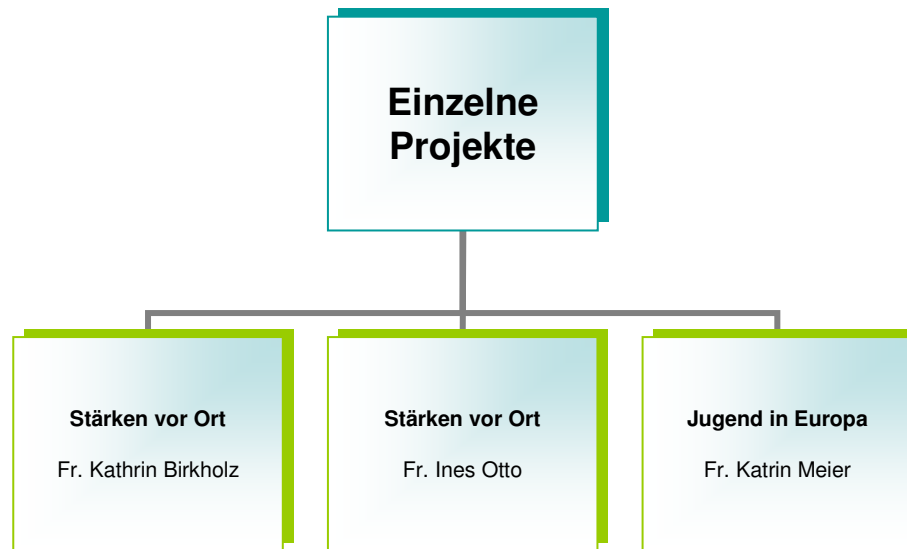 Einzelne
Projekte
Stärken vor Ort
Fr. Kathrin Birkholz
Stärken vor Ort
Fr. Ines Otto
Jugend in Europa
Fr. Katrin Meier